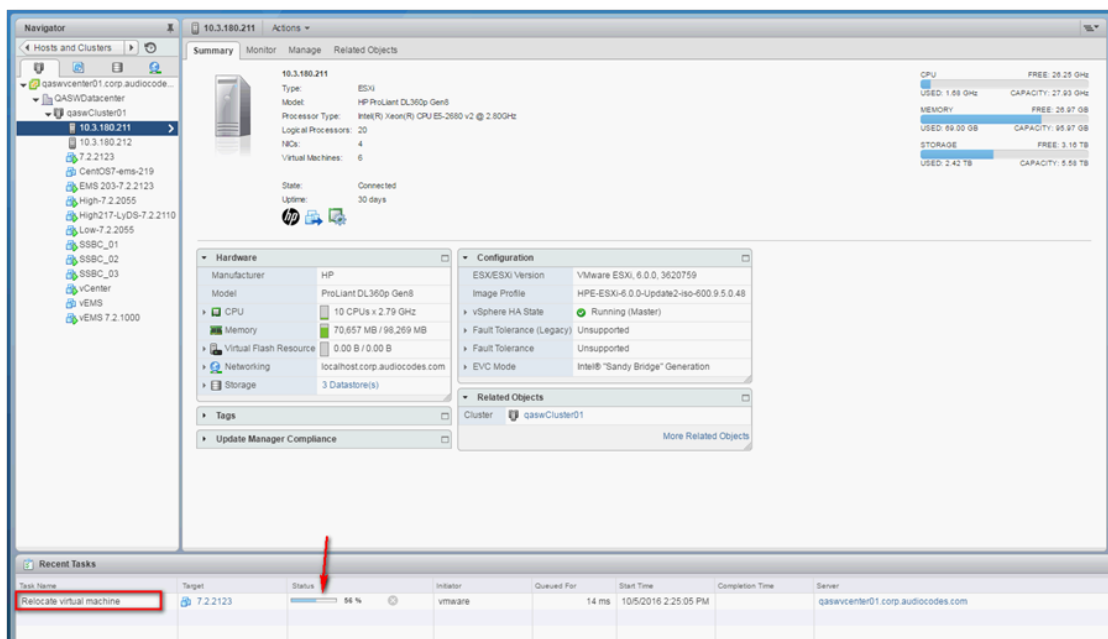 Navigator
Hosts and Clusters
qaswvcenter01.corp.audiocode...
QASWDatacenter
qaswCluster01
10.3.180.211
10.3.180.212
7.2.2123
CentOS7-ems-219
EMS 203-7.2.2123
High-7.2.2055
High217-LyDS-7.2.2110
Low-7.2.2055
SSBC_01
SSBC_02
SSBC_03
vCenter
vEMS
vEMS 7.2.1000
10.3.180.211 Actions
Summary Monitor Manage Related Objects
10.3.180.211
Type: ESXi
Model: HP ProLiant DL360p Gen8
Processor Type: Intel(R) Xeon(R) CPU E5-2680 v2 @ 2.80GHz
Logical Processors: 20
NICs: 4
Virtual Machines: 6
State: Connected
Uptime: 30 days
hp
CPU FREE: 26.25 GHz
USED: 1.68 GHz CAPACITY: 27.93 GHz
MEMORY FREE: 26.97 GB
USED: 69.00 GB CAPACITY: 95.97 GB
STORAGE FREE: 3.16 TB
USED: 2.42 TB CAPACITY: 5.58 TB
Hardware
Manufacturer HP
Model ProLiant DL360p Gen8
CPU 10 CPUs x 2.79 GHz
Memory 70,657 MB / 98,269 MB
Virtual Flash Resource 0.00 B / 0.00 B
Networking localhost.corp.audiocodes.com
Storage 3 Datastore(s)
Tags
Update Manager Compliance
Configuration
ESX/ESXi Version VMware ESXi, 6.0.0, 3620759
Image Profile HPE-ESXi-6.0.0-Update2-iso-600.9.5.0.48
vSphere HA State Running (Master)
Fault Tolerance (Legacy) Unsupported
Fault Tolerance Unsupported
EVC Mode Intel® "Sandy Bridge" Generation
Related Objects
Cluster qaswCluster01
More Related Objects
Recent Tasks
Task Name Target Status Initiator Queued For Start Time Completion Time Server
Relocate virtual machine 7.2.2123 56 % vmware 14 ms 10/5/2016 2:25:05 PM qaswvcenter01.corp.audiocodes.com